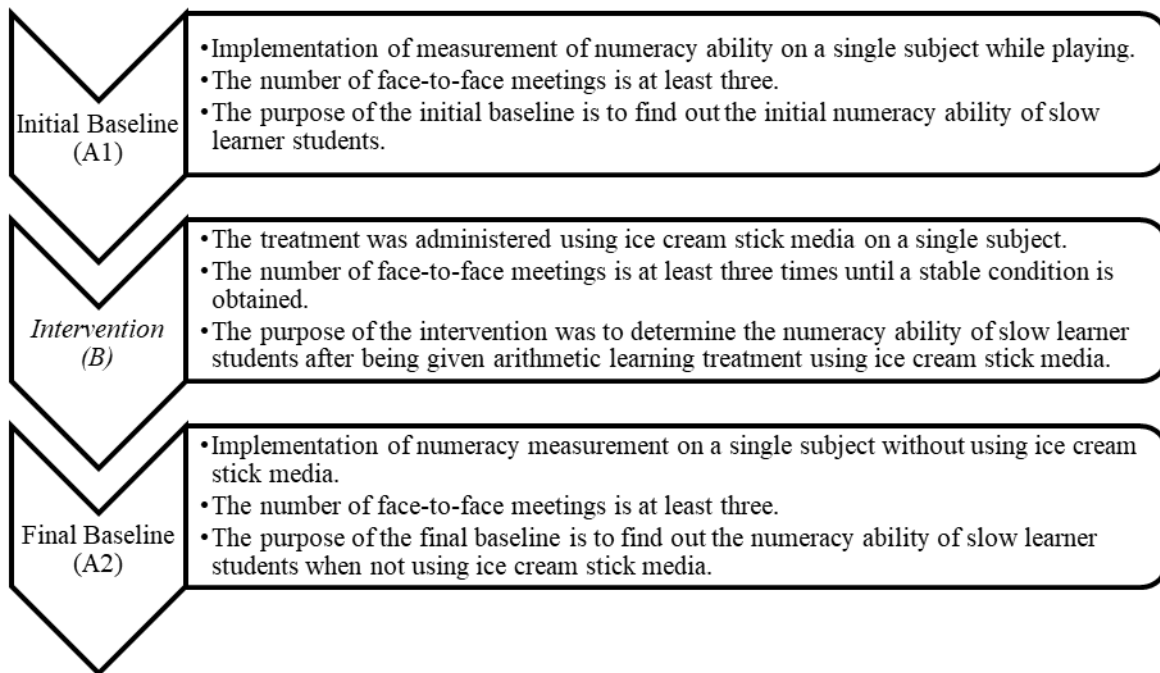 Initial Baseline
(A1)
•Implementation of measurement of numeracy ability on a single subject while playing.
•The number of face-to-face meetings is at least three.
•The purpose of the initial baseline is to find out the initial numeracy ability of slow
learner students.
Intervention
(B)
•The treatment was administered using ice cream stick media on a single subject.
•The number of face-to-face meetings is at least three times until a stable condition is
obtained.
•The purpose of the intervention was to determine the numeracy ability of slow learner
students after being given arithmetic learning treatment using ice cream stick media.
Final Baseline
(A2)
•Implementation of numeracy measurement on a single subject without using ice cream
stick media.
•The number of face-to-face meetings is at least three.
•The purpose of the final baseline is to find out the numeracy ability of slow learner
students when not using ice cream stick media.